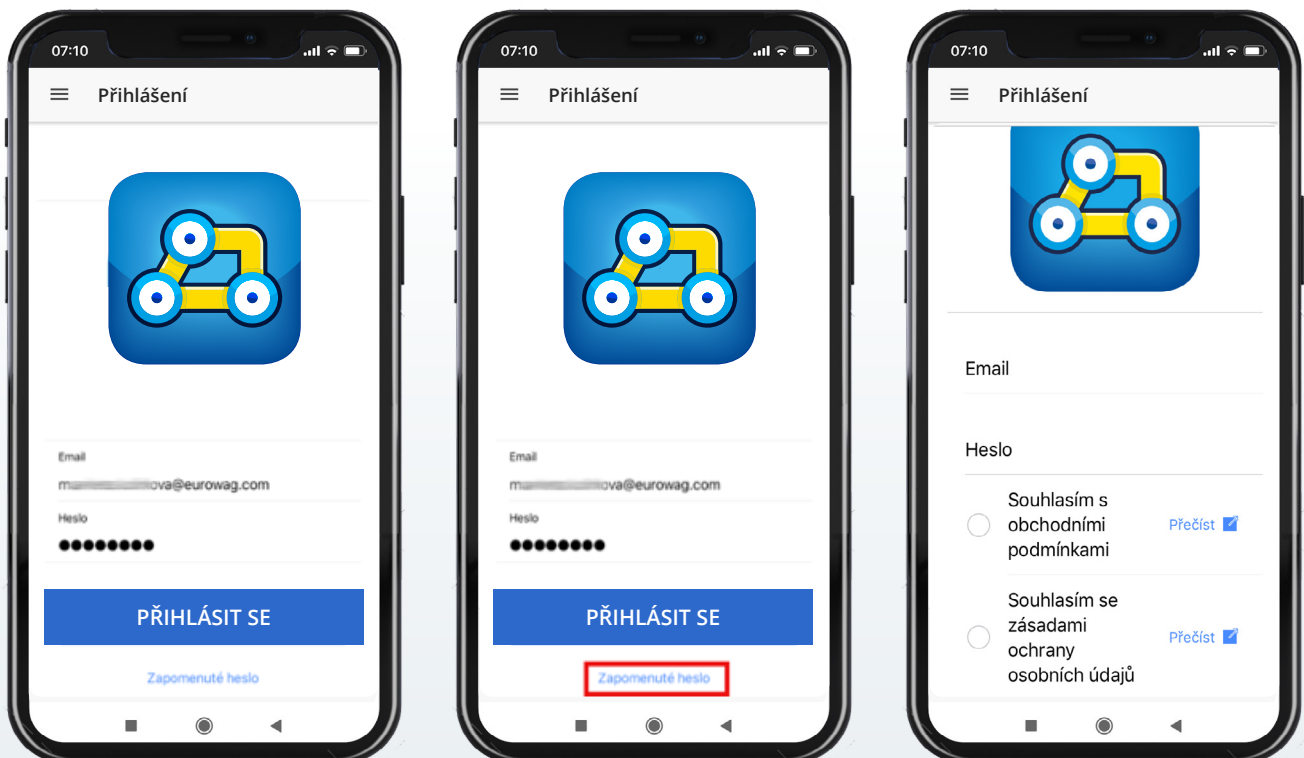 07:10
Přihlášení
Email
@eurowag.com
Heslo
PŘIHLÁSIT SE
Zapomenuté heslo
07:10
Přihlášení
Email
@eurowag.com
Heslo
PŘIHLÁSIT SE
Zapomenuté heslo
07:10
Přihlášení
Email
Heslo
Souhlasím s
obchodními
podmínkami
Přečíst
Souhlasím se
zásadami
ochrany
osobních údajů
Přečíst